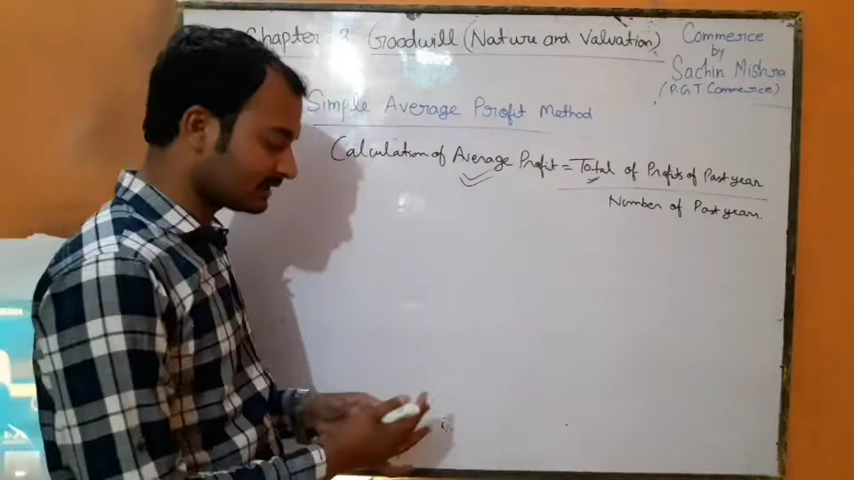 Chapter 2 Goodwill (Nature and Valuation)
Commerce
by
Sachin Mishra
(P.G.T Commerce)
Simple Average Profit Method
Calculation of Average Profit = Total of Profits of Past year
Number of Past year.